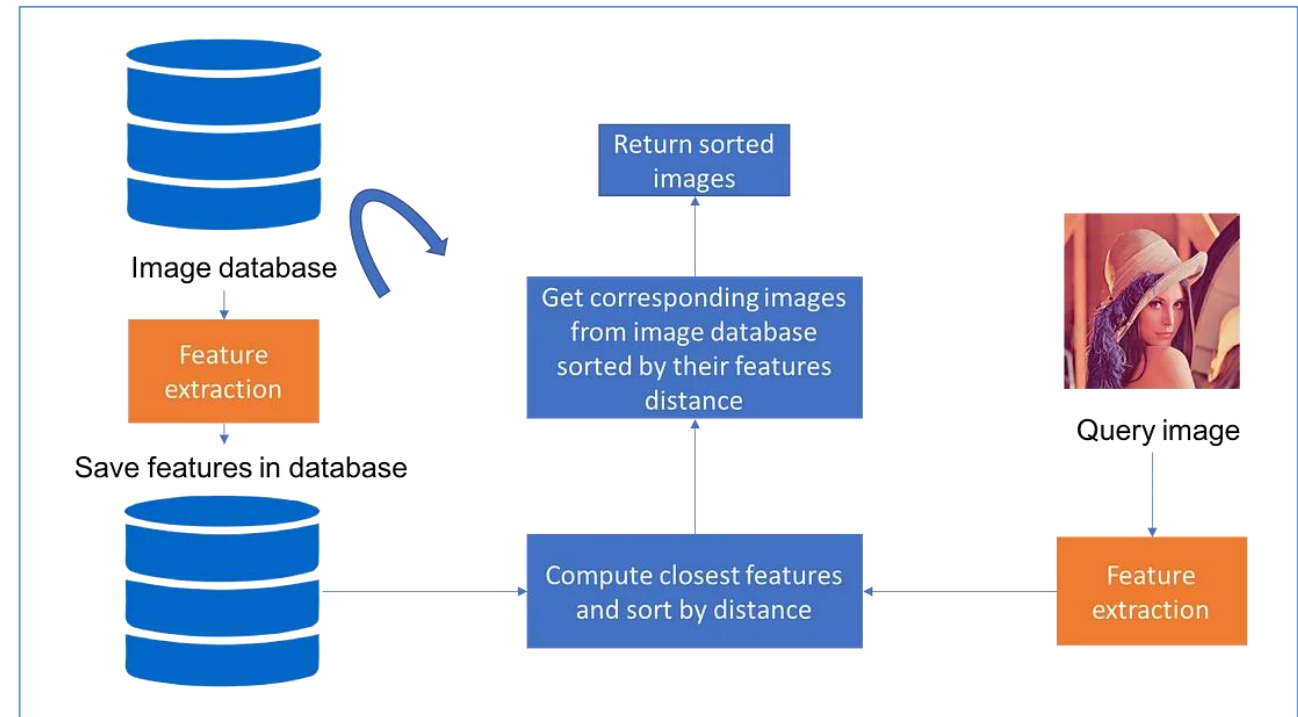 Image database
Feature
extraction
Save features in database
Return sorted
images
Get corresponding images
from image database
sorted by their features
distance
Compute closest features
and sort by distance
Query image
Feature
extraction